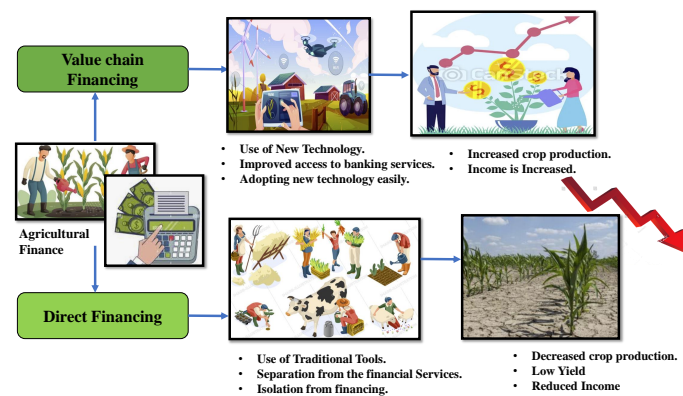 Value chain
Financing
• Use of New Technology.
• Improved access to banking services.
• Adopting new technology easily.
• Increased crop production.
• Income is Increased.
Agricultural
Finance
Direct Financing
• Use of Traditional Tools.
• Separation from the financial Services.
• Isolation from financing.
• Decreased crop production.
• Low Yield
• Reduced Income